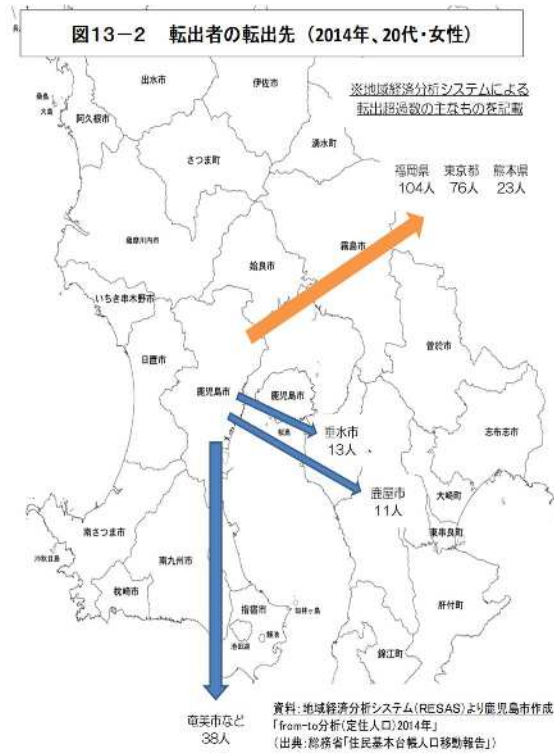 図13－2　転出者の転出先（2014年、20代・女性）
※地域経済分析システムによる
転出超過数の主なものを記載
出水市
伊佐市
阿久根市
さつま町
湧水町
福岡県　東京都　熊本県
104人　76人　23人
薩摩川内市
霧島市
姶良市
いちき串木野市
日置市
曽於市
鹿児島市
鹿児島市
桜島
志布志市
垂水市
13人
鹿屋市
11人
大崎町
東串良町
南さつま市
南九州市
枕崎市
指宿市
肝付町
錦江町
奄美市など
38人
資料：地域経済分析システム（RESAS）より鹿児島市作成
「from-to分析（定住人口）2014年」
（出典：総務省「住民基本台帳人口移動報告」）